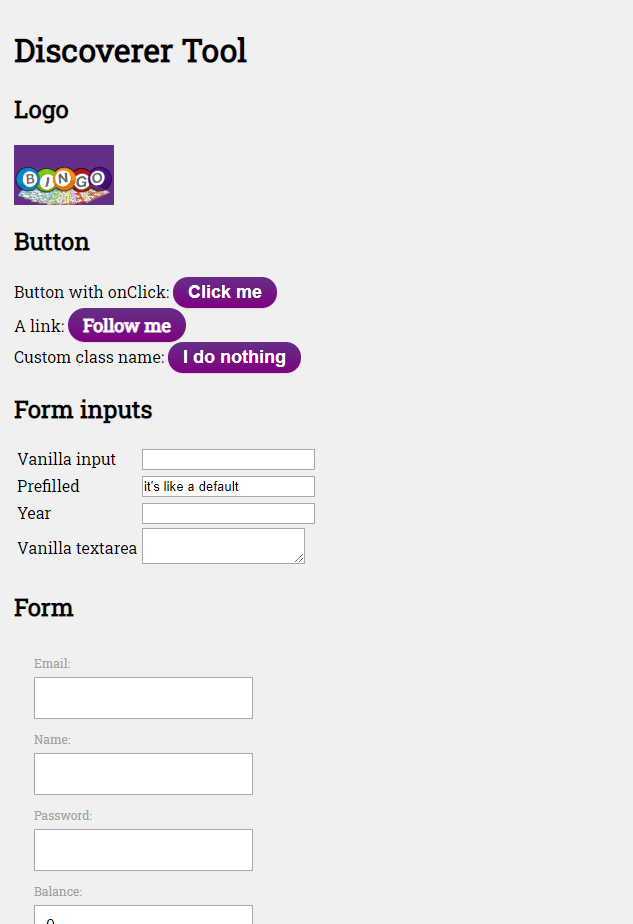 Discoverer Tool
Logo
BINGO
Button
Button with onClick: Click me
A link: Follow me
Custom class name: I do nothing
Form inputs
Vanilla input
Prefilled it's like a default
Year
Vanilla textarea
Form
Email:
Name:
Password:
Balance:
0